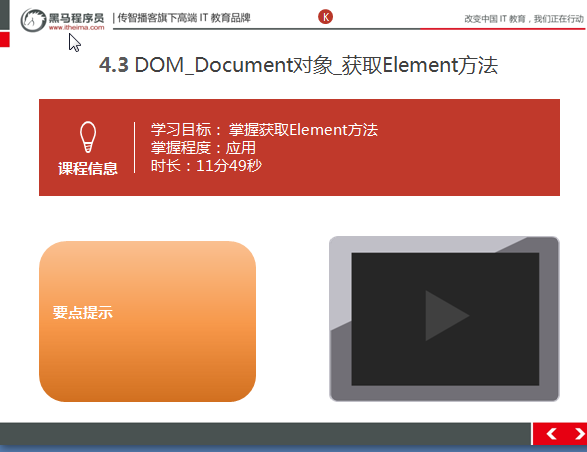 黑马程序员
www.itheima.com
传智播客旗下高端 IT 教育品牌
K
改变中国 IT 教育，我们正在行动
4.3 DOM_Document对象_获取Element方法
课程信息
学习目标： 掌握获取Element方法
掌握程度：应用
时长：11分49秒
要点提示